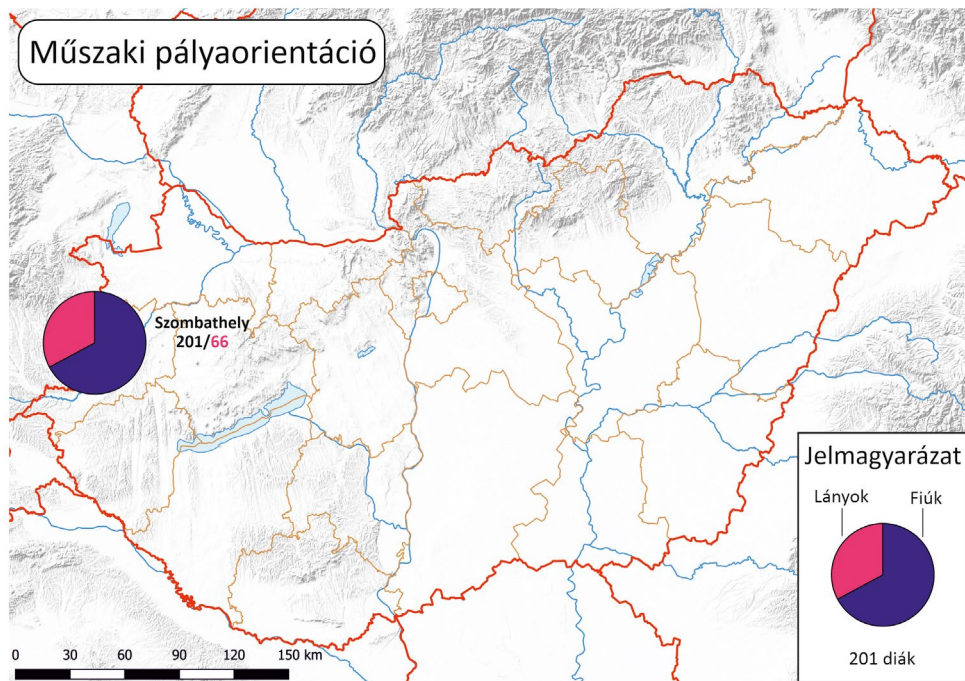 Műszaki pályaorientáció
Szombathely
201/66
Jelmagyarázat
Lányok Fiúk
201 diák
0 30 60 90 120 150 km